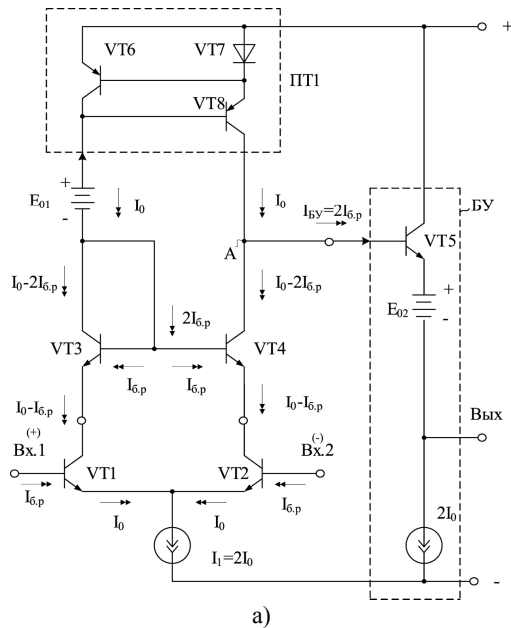 +
VT6
VT7
ПТ1
VT8
+
E01
-
I0
I0
IБУ=2Iб.р
БУ
VT5
A
I0-2Iб.р
I0-2Iб.р
+
E02
-
2Iб.р
VT3
VT4
Iб.р
Iб.р
I0-Iб.р
I0-Iб.р
Вых
(+)
Вх.1
(-)
Вх.2
VT1
VT2
Iб.р
Iб.р
I0
I0
2I0
I1=2I0
-
а)